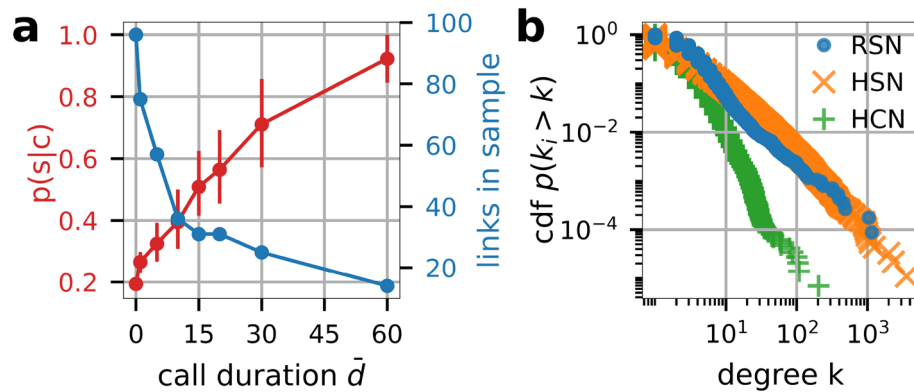 a
p(s|c)
1.0
0.8
0.6
0.4
0.2
100
80
60
40
20
links in sample
0 15 30 45 60
call duration d̄
b
cdf p(kᵢ > k)
10⁰
10⁻²
10⁻⁴
RSN
HSN
HCN
10¹ 10² 10³
degree k